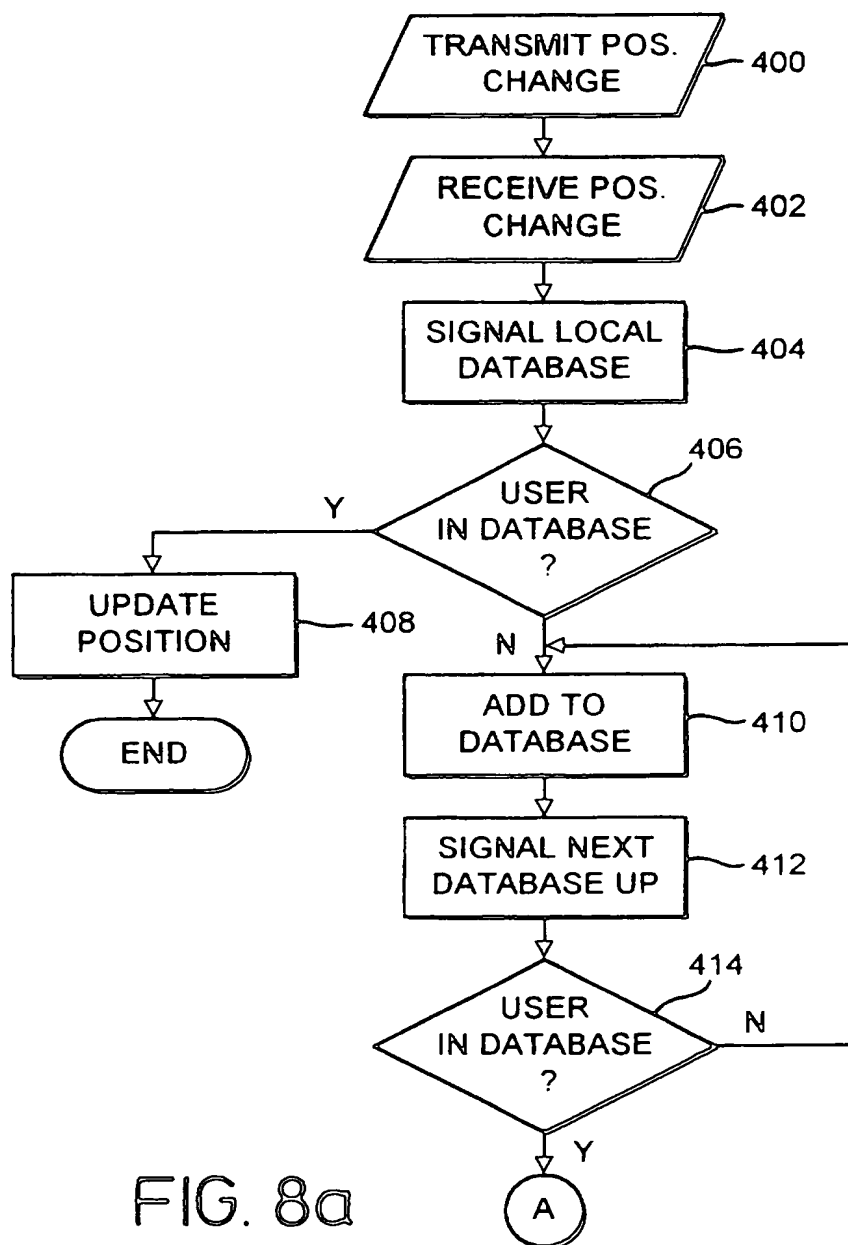 TRANSMIT POS.
CHANGE
400
RECEIVE POS.
CHANGE
402
SIGNAL LOCAL
DATABASE
404
406
USER
IN DATABASE
?
Y
N
UPDATE
POSITION
408
END
ADD TO
DATABASE
410
SIGNAL NEXT
DATABASE UP
412
414
USER
IN DATABASE
?
N
Y
A
FIG. 8a